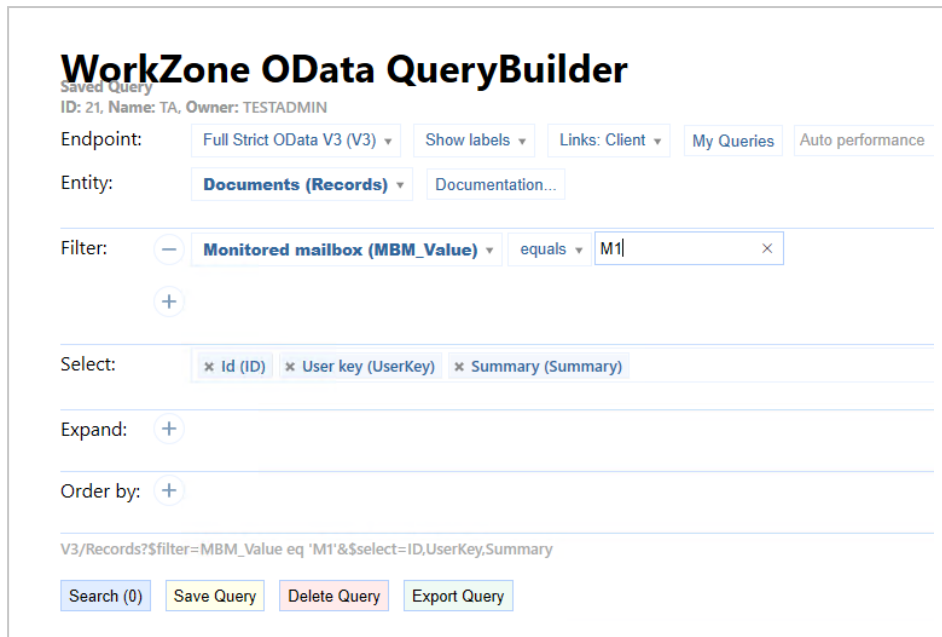 WorkZone OData QueryBuilder
Saved Query
ID: 21, Name: TA, Owner: TESTADMIN
Endpoint: Full Strict OData V3 (V3) Show labels Links: Client My Queries Auto performance
Entity: Documents (Records) Documentation...
Filter: Monitored mailbox (MBM_Value) equals M1
Select: Id (ID) User key (UserKey) Summary (Summary)
Expand:
Order by:
V3/Records?$filter=MBM_Value eq 'M1'&$select=ID,UserKey,Summary
Search (0) Save Query Delete Query Export Query